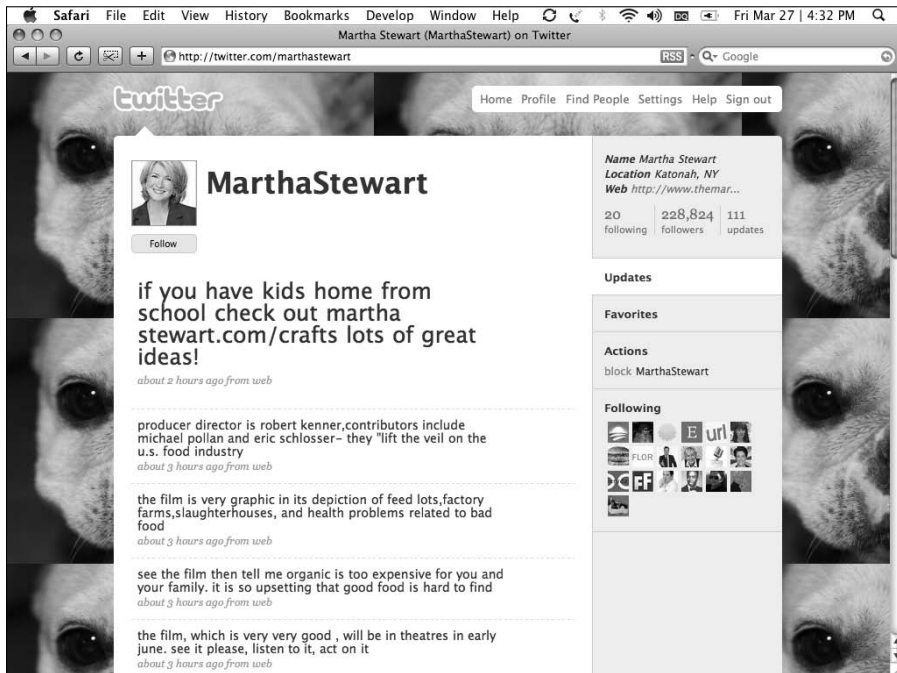 Safari File Edit View History Bookmarks Develop Window Help Fri Mar 27 | 4:32 PM
Martha Stewart (MarthaStewart) on Twitter
http://twitter.com/marthastewart RSS Google
twitter
Home Profile Find People Settings Help Sign out
MarthaStewart
Follow
if you have kids home from
school check out martha
stewart.com/crafts lots of great
ideas!
about 2 hours ago from web
producer director is robert kenner,contributors include
michael pollan and eric schlosser- they "lift the veil on the
u.s. food industry
about 3 hours ago from web
the film is very graphic in its depiction of feed lots,factory
farms,slaughterhouses, and health problems related to bad
food
about 3 hours ago from web
see the film then tell me organic is too expensive for you and
your family. it is so upsetting that good food is hard to find
about 3 hours ago from web
the film, which is very very good , will be in theatres in early
june. see it please, listen to it, act on it
about 3 hours ago from web
Name Martha Stewart
Location Katonah, NY
Web http://www.themar...
20 228,824 111
following followers updates
Updates
Favorites
Actions
block MarthaStewart
Following
E url
FLOR
FF